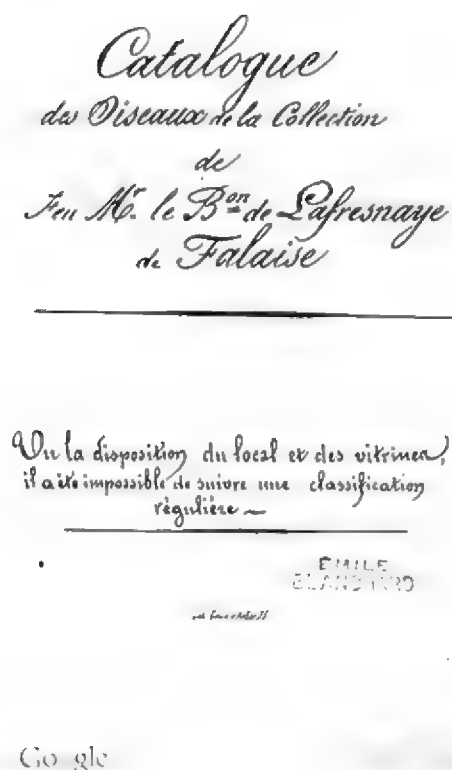 Catalogue
des Oiseaux de la Collection
de
Feu Mr. le Bon de Lafresnaye
de Falaise
Vu la disposition du local et des vitrines,
il a été impossible de suivre une classification
régulière ~
EMILE
Go gle